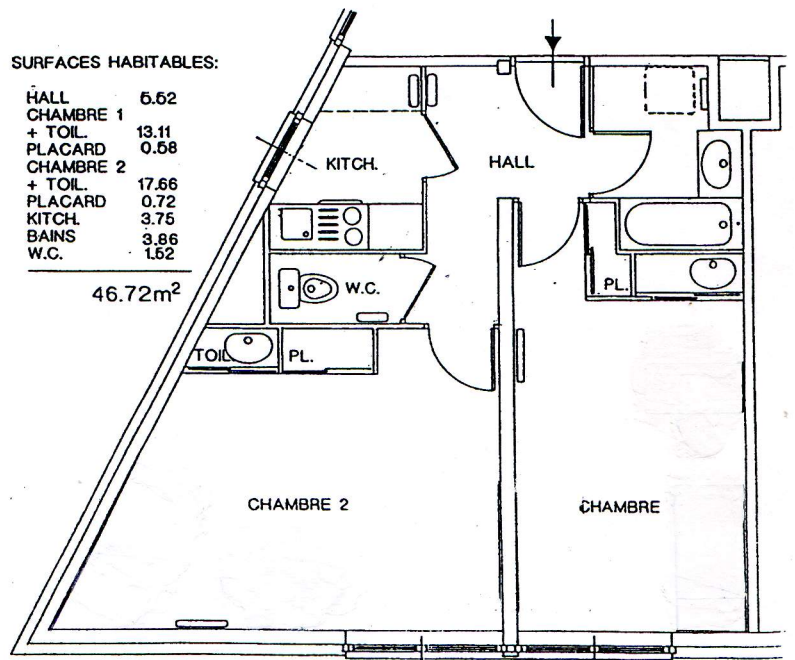 SURFACES HABITABLES:
HALL 5.52
CHAMBRE 1
+ TOIL. 13.11
PLACARD 0.58
CHAMBRE 2
+ TOIL. 17.66
PLACARD 0.72
KITCH. 3.75
BAINS 3.86
W.C. 1.52
46.72m²
KITCH.
HALL
W.C.
PL.
TOIL.
PL.
CHAMBRE 2
CHAMBRE